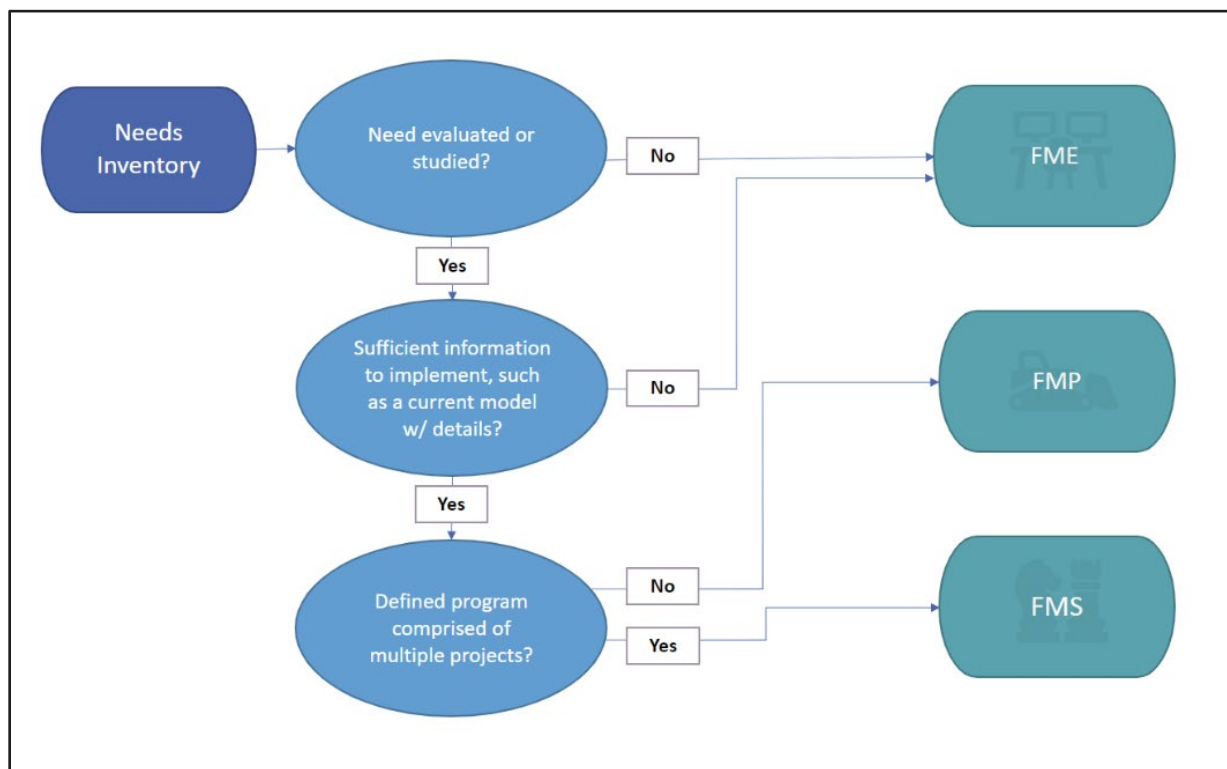 Needs
Inventory
Need evaluated or
studied?
No
FME
Yes
Sufficient information
to implement, such
as a current model
w/ details?
No
FMP
Yes
Defined program
comprised of
multiple projects?
No
Yes
FMS